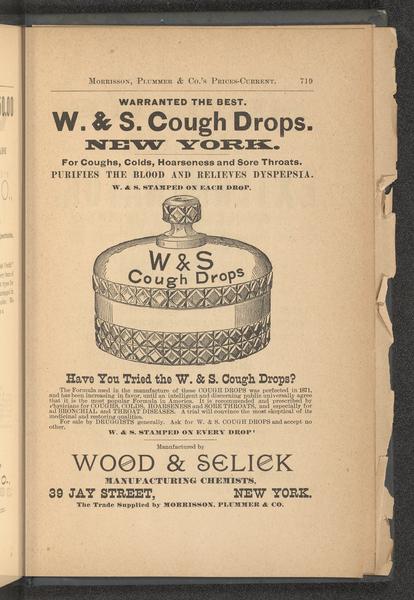 MORRISSON, PLUMMER & CO.'S PRICES-CURRENT. 719
WARRANTED THE BEST.
W. & S. Cough Drops.
NEW YORK.
For Coughs, Colds, Hoarseness and Sore Throats.
PURIFIES THE BLOOD AND RELIEVES DYSPEPSIA.
W. & S. STAMPED ON EACH DROP.
W & S
Cough Drops
Have You Tried the W. & S. Cough Drops?
The Formula used in the manufacture of these COUGH DROPS was perfected in 1871,
and has been increasing in favor, until an intelligent and discerning public universally agree
that it is the most popular Formula in America. It is recommended and prescribed by
Physicians for COUGHS, COLDS, HOARSENESS and SORE THROATS, and especially for
all BRONCHIAL and THROAT DISEASES. A trial will convince the most skeptical of its
medicinal and restoring qualities.
For sale by DRUGGISTS generally. Ask for W. & S. COUGH DROPS and accept no
other.
W. & S. STAMPED ON EVERY DROP
Manufactured by
WOOD & SELICK
MANUFACTURING CHEMISTS,
39 JAY STREET, NEW YORK.
The Trade Supplied by MORRISSON, PLUMMER & CO.